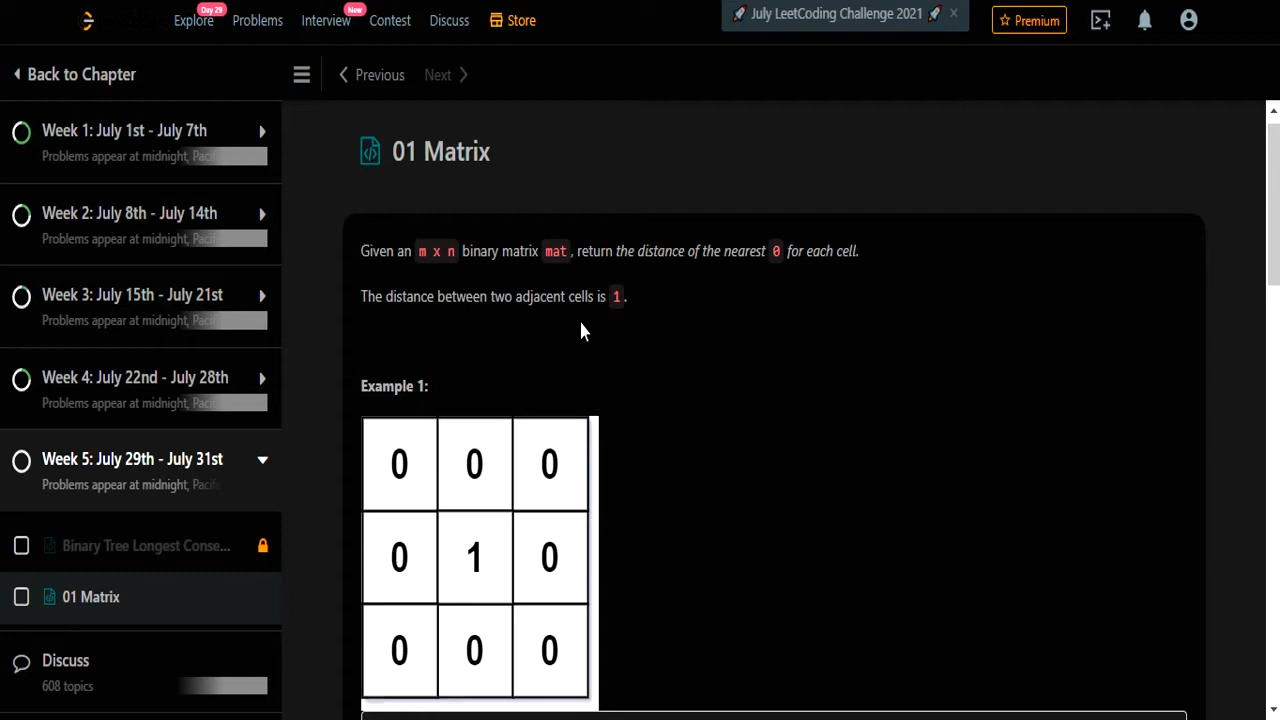 Day 29
New
Explore Problems Interview Contest Discuss Store
🚀 July LeetCoding Challenge 2021 🚀 ×
Premium
Back to Chapter
Previous Next
Week 1: July 1st - July 7th
Problems appear at midnight, Pacif
Week 2: July 8th - July 14th
Problems appear at midnight, Pacif
Week 3: July 15th - July 21st
Problems appear at midnight, Pacif
Week 4: July 22nd - July 28th
Problems appear at midnight, Pacif
Week 5: July 29th - July 31st
Problems appear at midnight, Pacif
Binary Tree Longest Conse...
01 Matrix
Discuss
608 topics
01 Matrix
Given an m x n binary matrix mat, return the distance of the nearest 0 for each cell.
The distance between two adjacent cells is 1.
Example 1:
0 0 0
0 1 0
0 0 0